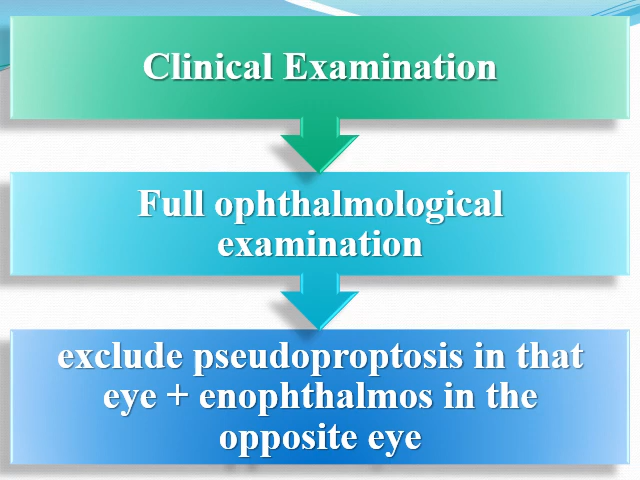 Clinical Examination
Full ophthalmological
examination
exclude pseudoproptosis in that
eye + enophthalmos in the
opposite eye